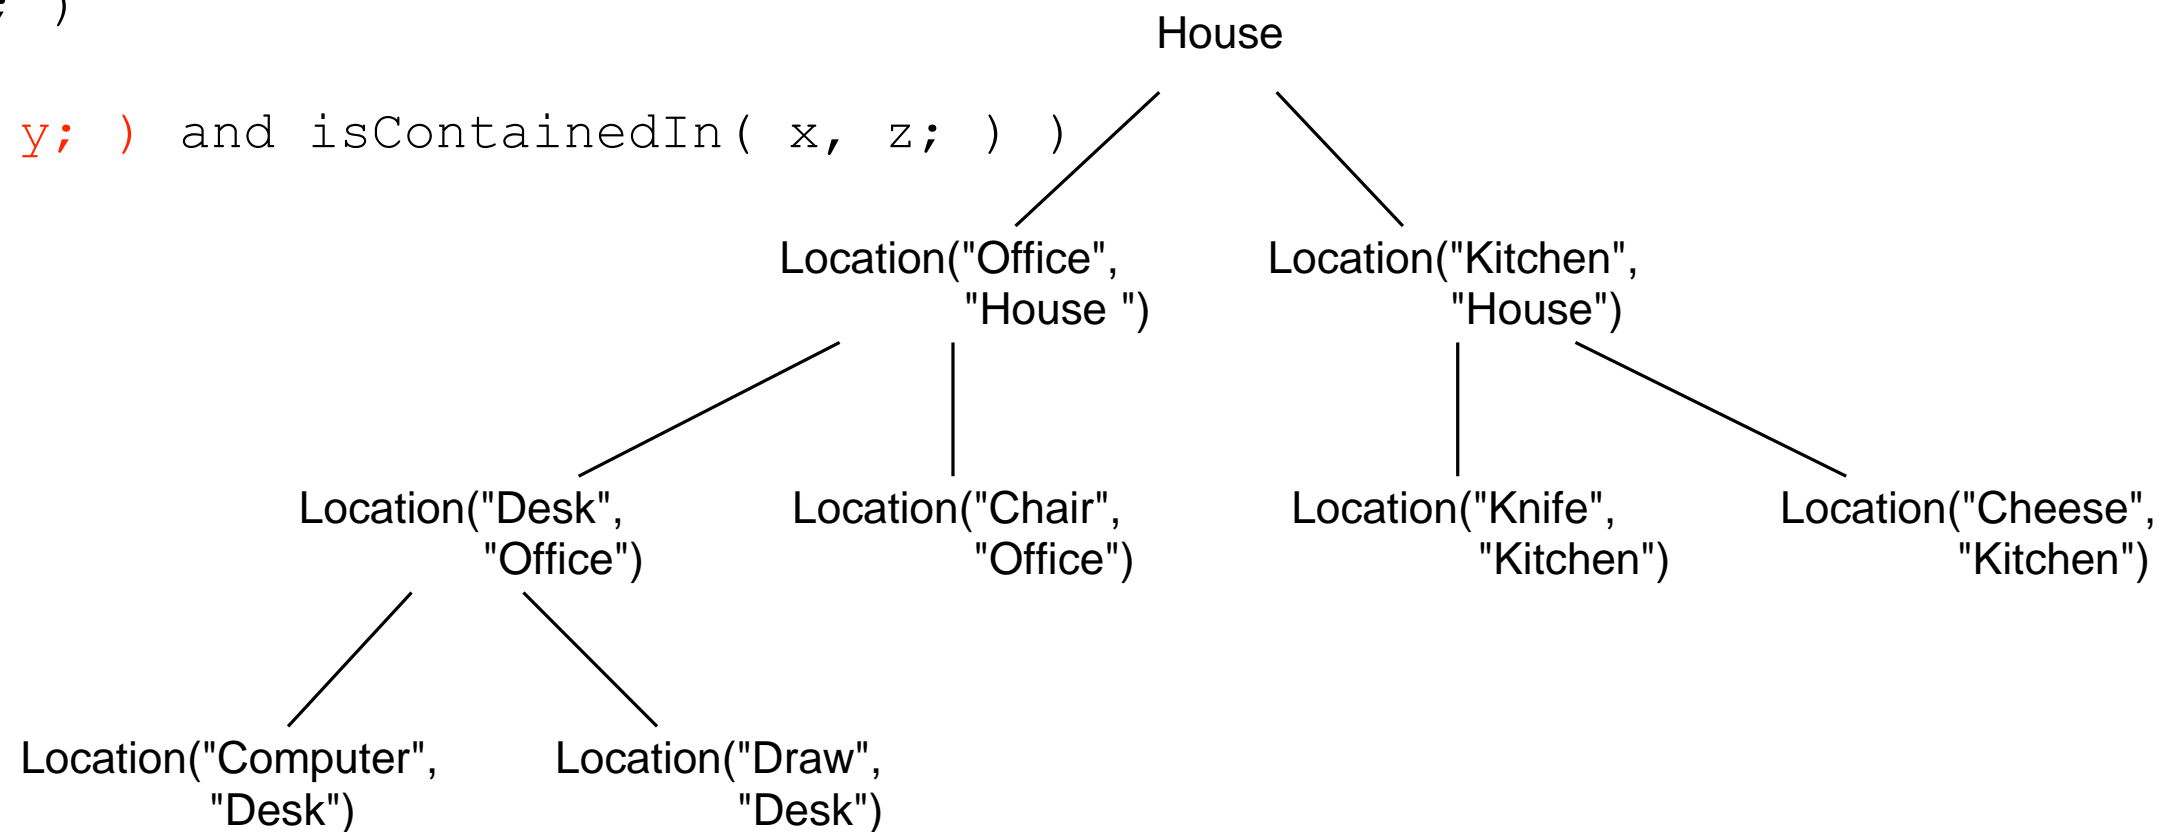 ; )
House
y; ) and isContainedIn( x, z; ) )
Location("Office",
"House ")
Location("Kitchen",
"House")
Location("Desk",
"Office")
Location("Chair",
"Office")
Location("Knife",
"Kitchen")
Location("Cheese",
"Kitchen")
Location("Computer",
"Desk")
Location("Draw",
"Desk")